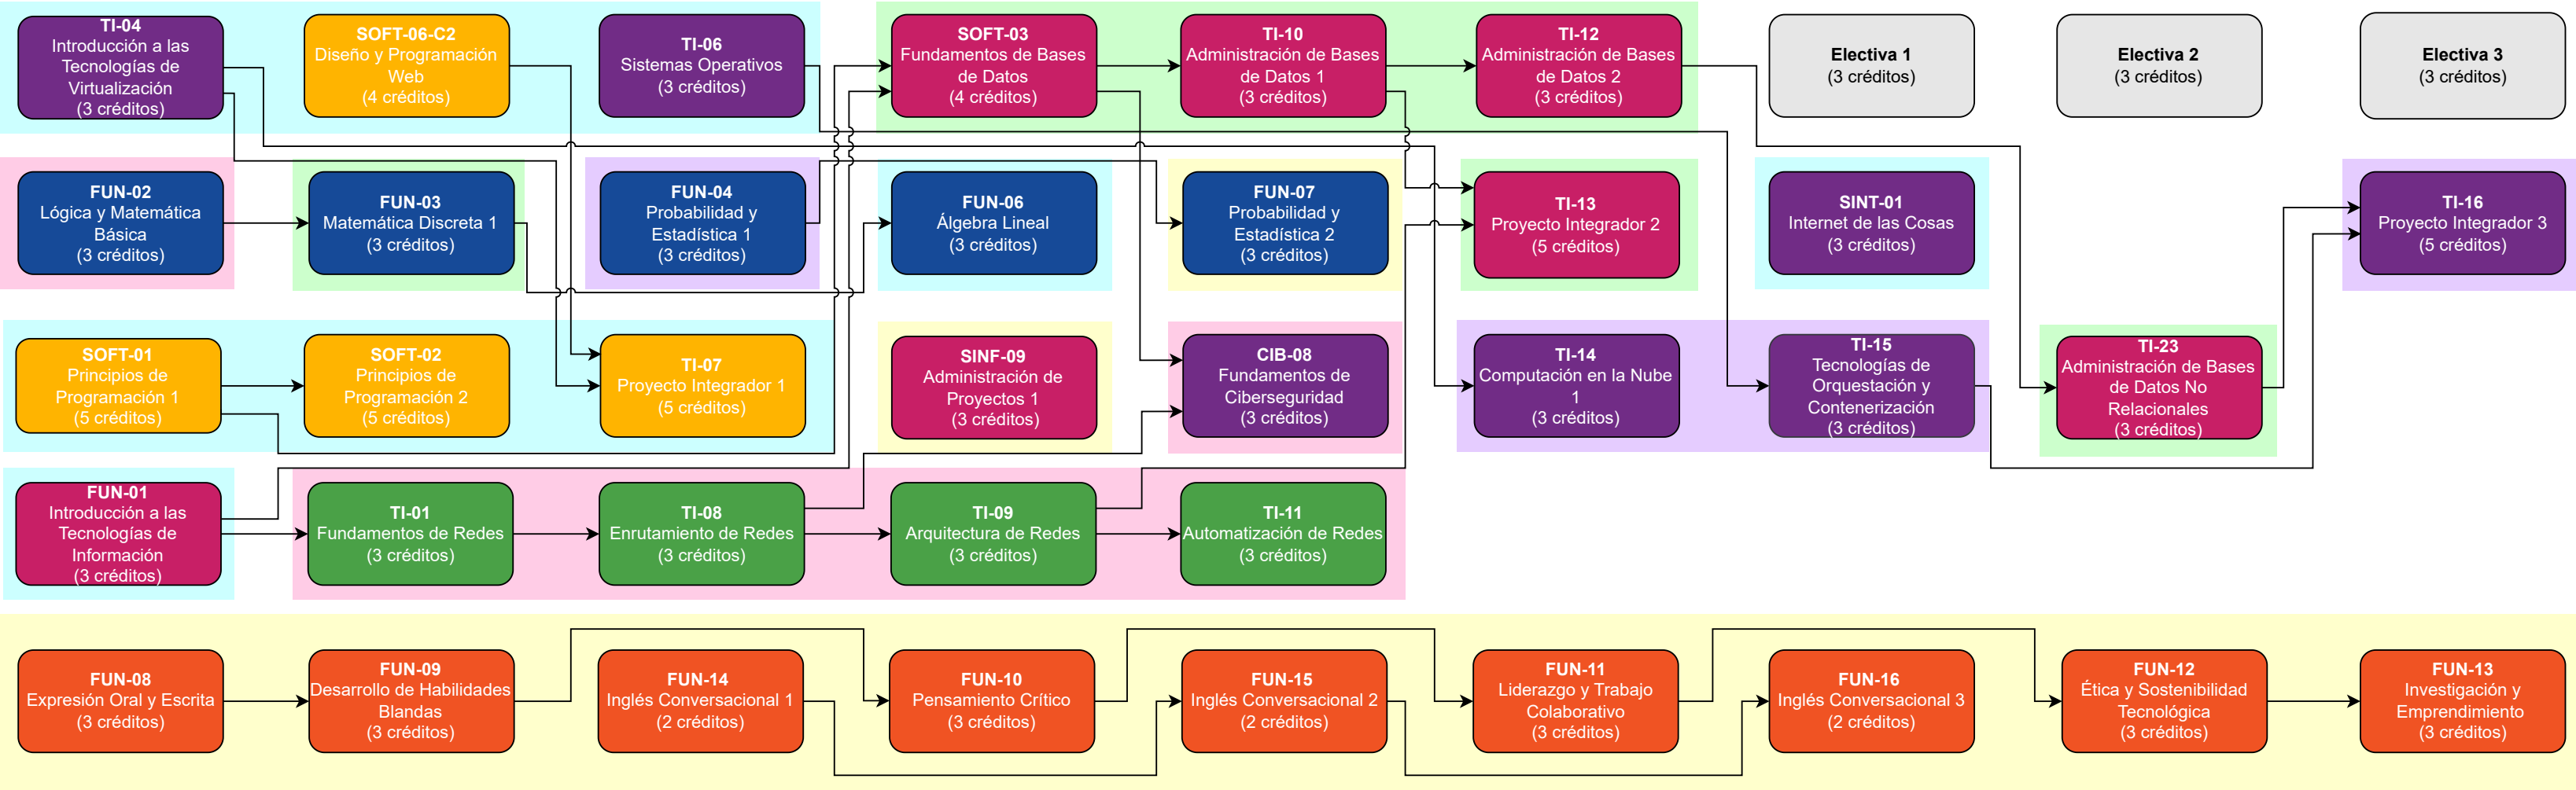 TI-04
Introducción a las
Tecnologías de
Virtualización
(3 créditos)
SOFT-06-C2
Diseño y Programación
Web
(4 créditos)
TI-06
Sistemas Operativos
(3 créditos)
SOFT-03
Fundamentos de Bases
de Datos
(4 créditos)
TI-10
Administración de Bases
de Datos 1
(3 créditos)
TI-12
Administración de Bases
de Datos 2
(3 créditos)
Electiva 1
(3 créditos)
Electiva 2
(3 créditos)
Electiva 3
(3 créditos)
FUN-02
Lógica y Matemática
Básica
(3 créditos)
FUN-03
Matemática Discreta 1
(3 créditos)
FUN-04
Probabilidad y
Estadística 1
(3 créditos)
FUN-06
Álgebra Lineal
(3 créditos)
FUN-07
Probabilidad y
Estadística 2
(3 créditos)
TI-13
Proyecto Integrador 2
(5 créditos)
SINT-01
Internet de las Cosas
(3 créditos)
TI-16
Proyecto Integrador 3
(5 créditos)
SOFT-01
Principios de
Programación 1
(5 créditos)
SOFT-02
Principios de
Programación 2
(5 créditos)
TI-07
Proyecto Integrador 1
(5 créditos)
SINF-09
Administración de
Proyectos 1
(3 créditos)
CIB-08
Fundamentos de
Ciberseguridad
(3 créditos)
TI-14
Computación en la Nube
1
(3 créditos)
TI-15
Tecnologías de
Orquestación y
Contenerización
(3 créditos)
TI-23
Administración de Bases
de Datos No
Relacionales
(3 créditos)
FUN-01
Introducción a las
Tecnologías de
Información
(3 créditos)
TI-01
Fundamentos de Redes
(3 créditos)
TI-08
Enrutamiento de Redes
(3 créditos)
TI-09
Arquitectura de Redes
(3 créditos)
TI-11
Automatización de Redes
(3 créditos)
FUN-08
Expresión Oral y Escrita
(3 créditos)
FUN-09
Desarrollo de Habilidades
Blandas
(3 créditos)
FUN-14
Inglés Conversacional 1
(2 créditos)
FUN-10
Pensamiento Crítico
(3 créditos)
FUN-15
Inglés Conversacional 2
(2 créditos)
FUN-11
Liderazgo y Trabajo
Colaborativo
(3 créditos)
FUN-16
Inglés Conversacional 3
(2 créditos)
FUN-12
Ética y Sostenibilidad
Tecnológica
(3 créditos)
FUN-13
Investigación y
Emprendimiento
(3 créditos)